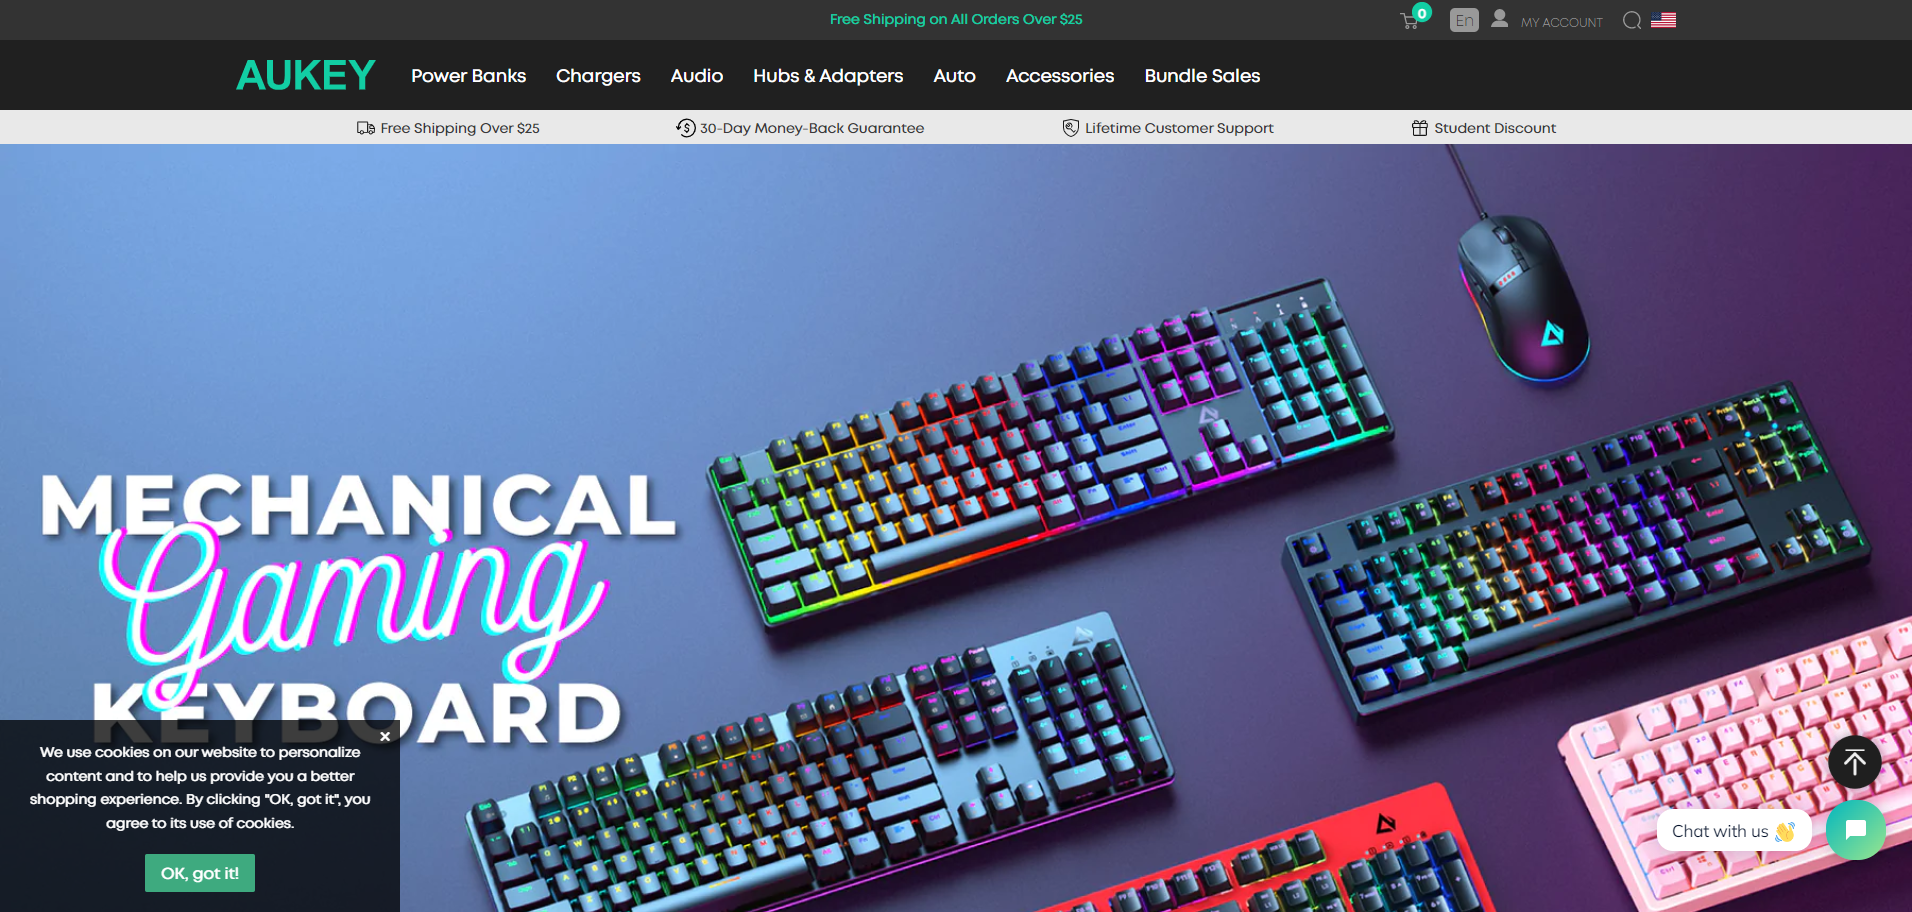 Free Shipping on All Orders Over $25
0
En
MY ACCOUNT
AUKEY
Power Banks
Chargers
Audio
Hubs & Adapters
Auto
Accessories
Bundle Sales
Free Shipping Over $25
30-Day Money-Back Guarantee
Lifetime Customer Support
Student Discount
MECHANICAL
Gaming
KEYBOARD
We use cookies on our website to personalize
content and to help us provide you a better
shopping experience. By clicking "OK, got it", you
agree to its use of cookies.
OK, got it!
Chat with us 👋